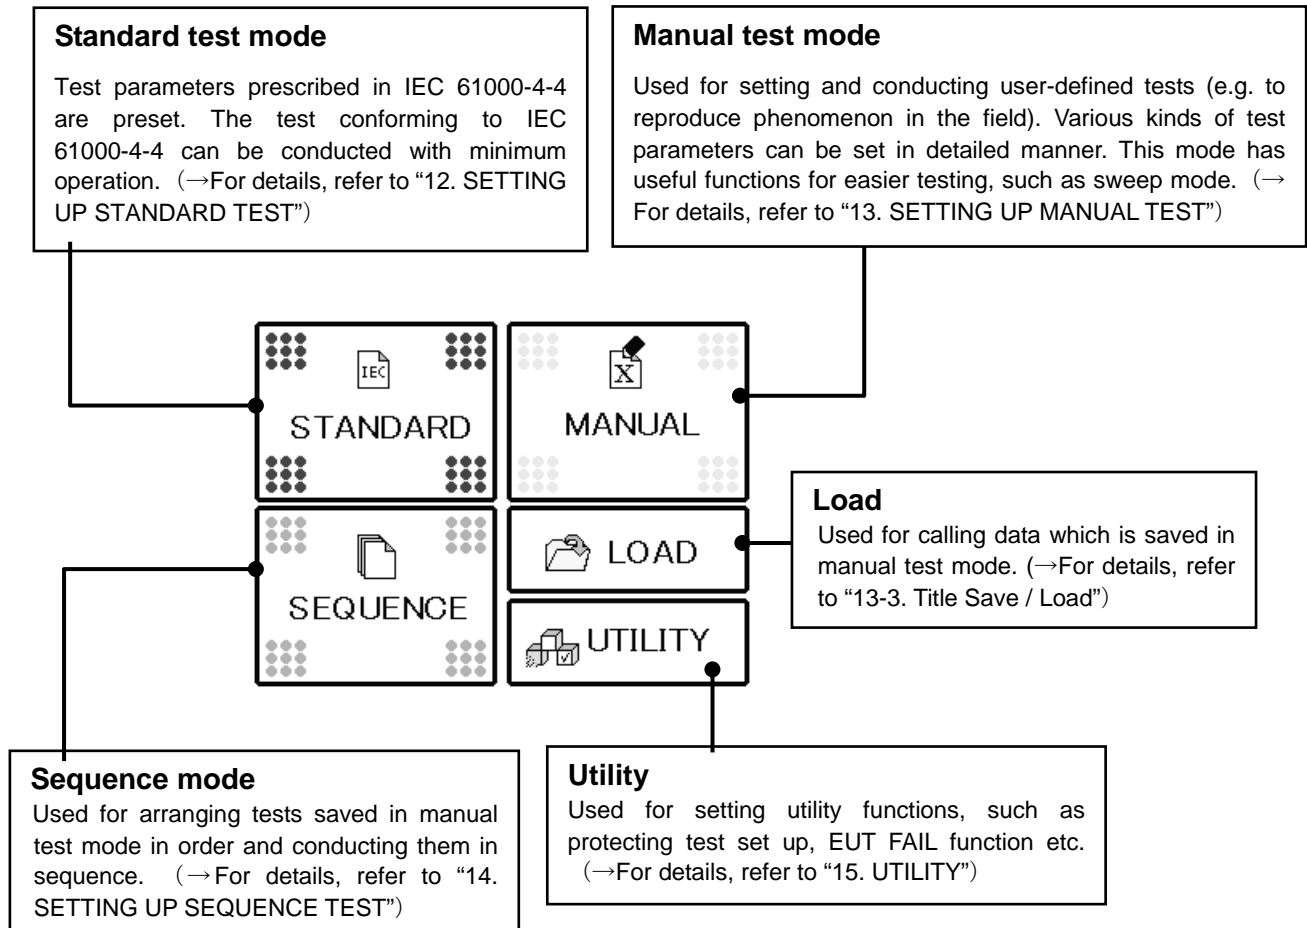 Standard test mode
Test parameters prescribed in IEC 61000-4-4
are preset. The test conforming to IEC
61000-4-4 can be conducted with minimum
operation. （→For details, refer to “12. SETTING
UP STANDARD TEST”）
Manual test mode
Used for setting and conducting user-defined tests (e.g. to
reproduce phenomenon in the field). Various kinds of test
parameters can be set in detailed manner. This mode has
useful functions for easier testing, such as sweep mode. （→
For details, refer to “13. SETTING UP MANUAL TEST”）
IEC
STANDARD
X
MANUAL
SEQUENCE
LOAD
UTILITY
Load
Used for calling data which is saved in
manual test mode. (→For details, refer
to “13-3. Title Save / Load”）
Sequence mode
Used for arranging tests saved in manual
test mode in order and conducting them in
sequence. （→For details, refer to “14.
SETTING UP SEQUENCE TEST”）
Utility
Used for setting utility functions, such as
protecting test set up, EUT FAIL function etc.
（→For details, refer to “15. UTILITY”）